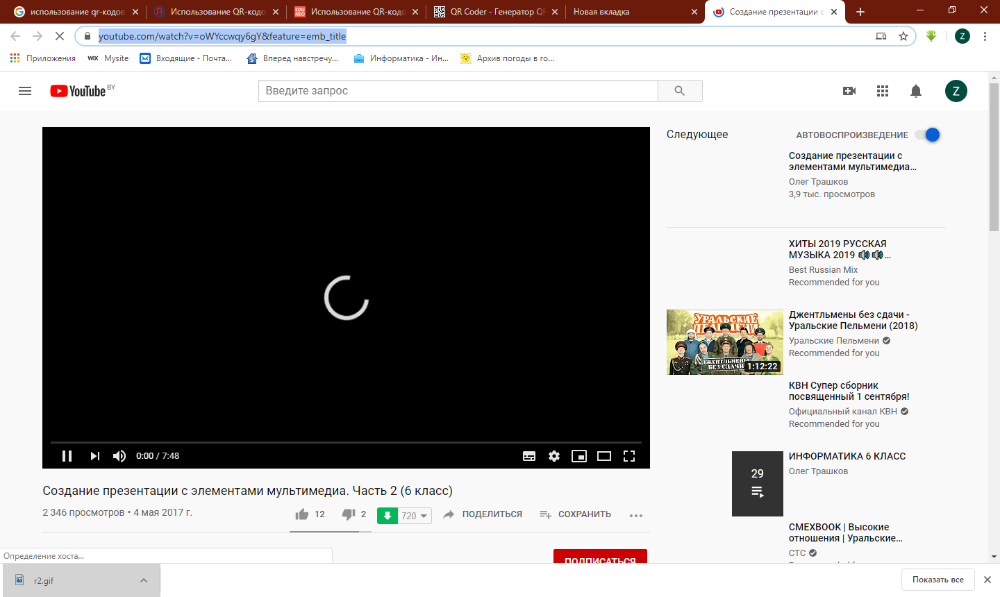 использование qr-кодов
Использование QR-кодо
EDU NEO
Использование QR-кодо
QR Coder - Генератор QR
Новая вкладка
Создание презентации с
youtube.com/watch?v=oWYccwqy6gY&feature=emb_title
Z
Приложения
WIX Mysite
Входящие - Почта...
Вперед навстречу...
Информатика - Ин...
Архив погоды в го...
YouTube BY
Введите запрос
Z
0:00 / 7:48
Создание презентации с элементами мультимедиа. Часть 2 (6 класс)
2 346 просмотров • 4 мая 2017 г.
12
2
720
ПОДЕЛИТЬСЯ
СОХРАНИТЬ
ПОДПИСАТЬСЯ
Следующее
АВТОВОСПРОИЗВЕДЕНИЕ
Создание презентации с
элементами мультимедиа…
Олег Трашков
3,9 тыс. просмотров
ХИТЫ 2019 РУССКАЯ
МУЗЫКА 2019 🔊🔊…
Best Russian Mix
Recommended for you
УРАЛЬСКИЕ
ПЕЛЬМЕНИ
ДЖЕНТЛЬМЕНЫ
БЕЗ СДАЧИ
1:12:22
Джентльмены без сдачи -
Уральские Пельмени (2018)
Уральские Пельмени
Recommended for you
КВН Супер сборник
посвященный 1 сентября!
Официальный канал КВН
Recommended for you
29
ИНФОРМАТИКА 6 КЛАСС
Олег Трашков
СМЕХBOOK | Высокие
отношения | Уральские…
СТС
Определение хоста...
r2.gif
Показать все